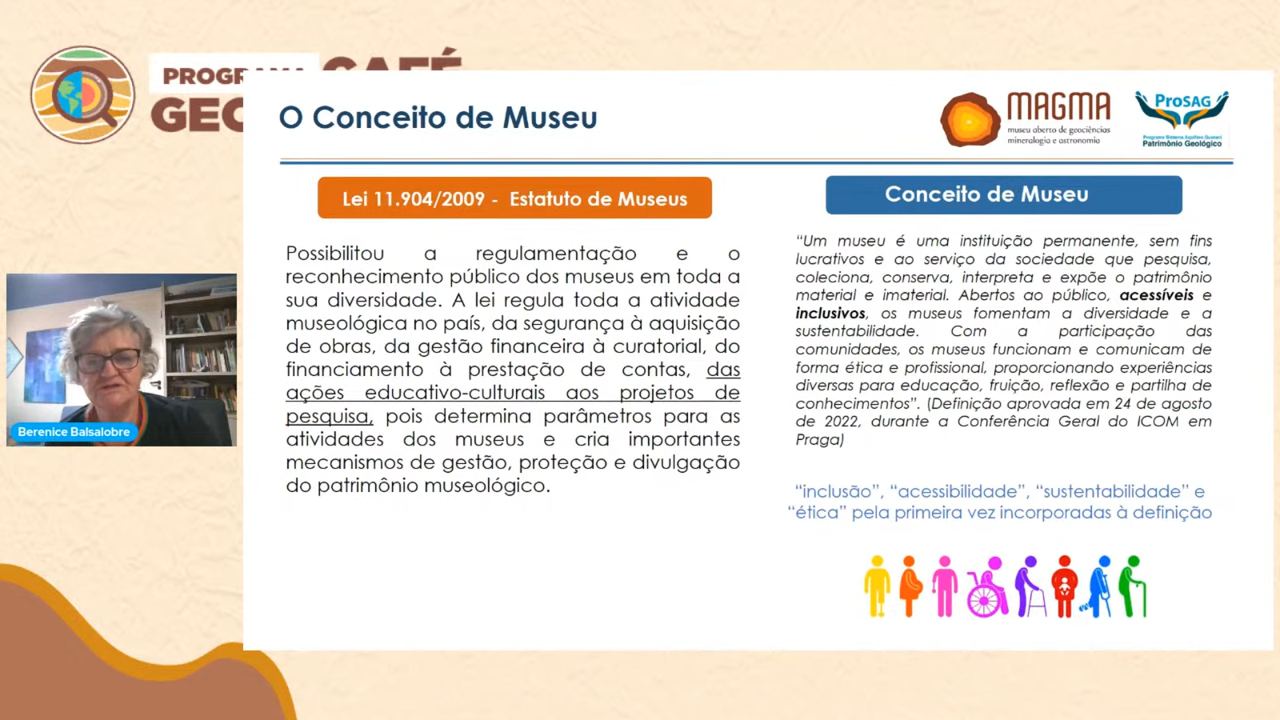 PROGRAMA CAFÉ
O Conceito de Museu
MAGMA
museu aberto de geociências
mineralogia e astronomia
ProSAG
Programa Sistema Aquífero Guarani
Patrimônio Geológico
Lei 11.904/2009 - Estatuto de Museus
Possibilitou a regulamentação e o
reconhecimento público dos museus em toda a
sua diversidade. A lei regula toda a atividade
museológica no país, da segurança à aquisição
de obras, da gestão financeira à curatorial, do
financiamento à prestação de contas, das
ações educativo-culturais aos projetos de
pesquisa, pois determina parâmetros para as
atividades dos museus e cria importantes
mecanismos de gestão, proteção e divulgação
do patrimônio museológico.
Conceito de Museu
“Um museu é uma instituição permanente, sem fins
lucrativos e ao serviço da sociedade que pesquisa,
coleciona, conserva, interpreta e expõe o patrimônio
material e imaterial. Abertos ao público, acessíveis e
inclusivos, os museus fomentam a diversidade e a
sustentabilidade. Com a participação das
comunidades, os museus funcionam e comunicam de
forma ética e profissional, proporcionando experiências
diversas para educação, fruição, reflexão e partilha de
conhecimentos”. (Definição aprovada em 24 de agosto
de 2022, durante a Conferência Geral do ICOM em
Praga)
“inclusão”, “acessibilidade”, “sustentabilidade” e
“ética” pela primeira vez incorporadas à definição
Berenice Balsalobre